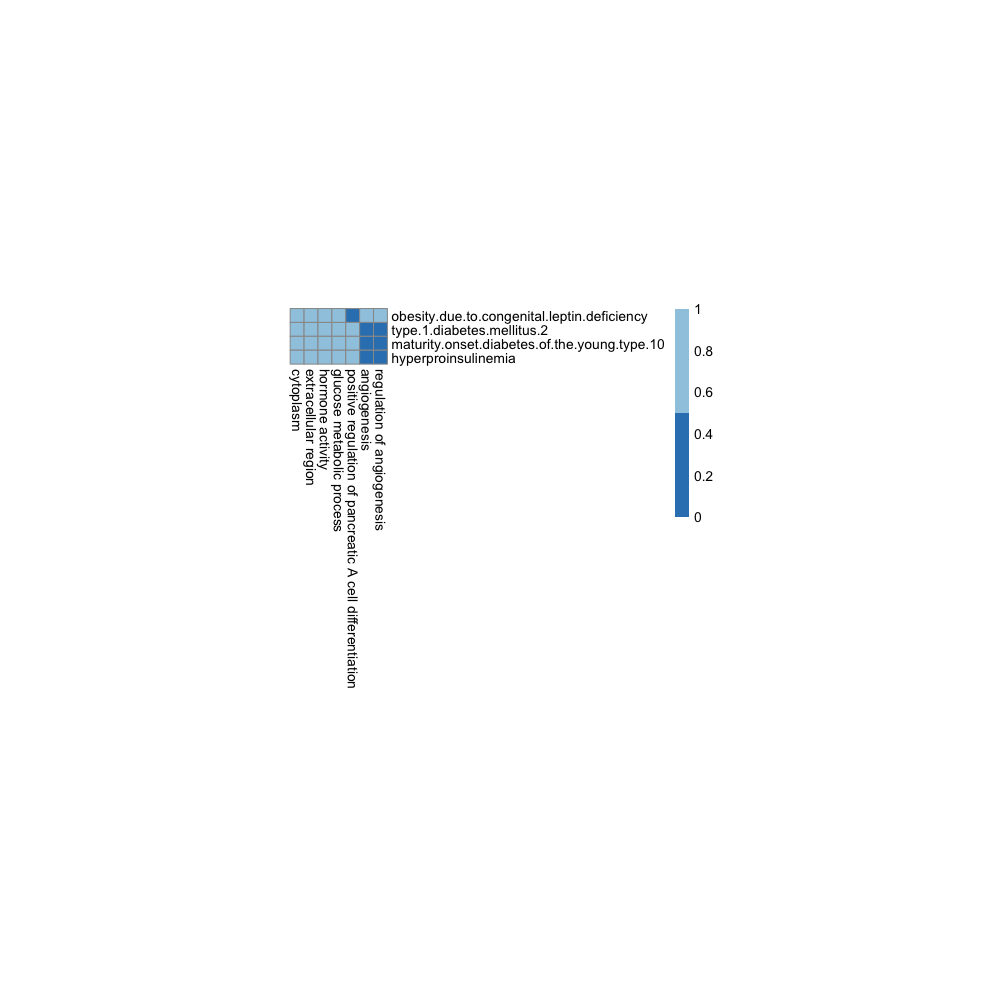 obesity.due.to.congenital.leptin.deficiency
type.1.diabetes.mellitus.2
maturity.onset.diabetes.of.the.young.type.10
hyperproinsulinemia
cytoplasm
extracellular region
hormone activity
glucose metabolic process
positive regulation of pancreatic A cell differentiation
angiogenesis
regulation of angiogenesis
1
0.8
0.6
0.4
0.2
0